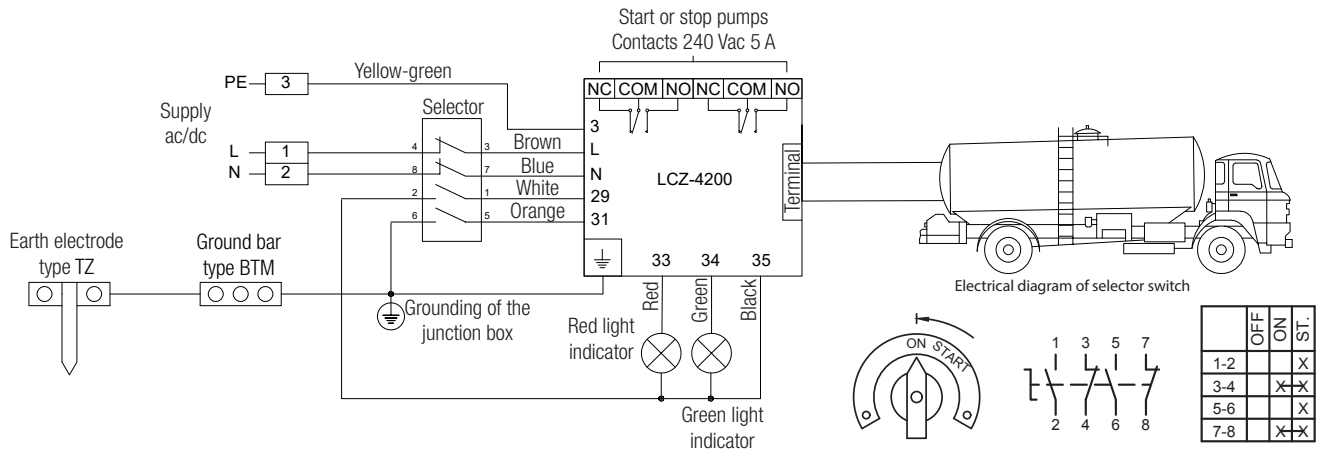 Start or stop pumps
Contacts 240 Vac 5 A
NC COM NO NC COM NO
PE 3 Yellow-green
Supply
ac/dc
L 1
N 2
Selector
4 3
8 7
2 1
6 5
Brown
Blue
White
Orange
3
L
N
29
31
LCZ-4200
Terminal
33 34 35
Red
Green
Black
Earth electrode
type TZ
Ground bar
type BTM
Grounding of the
junction box
Red light
indicator
Green light
indicator
Electrical diagram of selector switch
ON START
1 3 5 7
2 4 6 8
OFF ON ST.
1-2 X
3-4 X X
5-6 X
7-8 X X